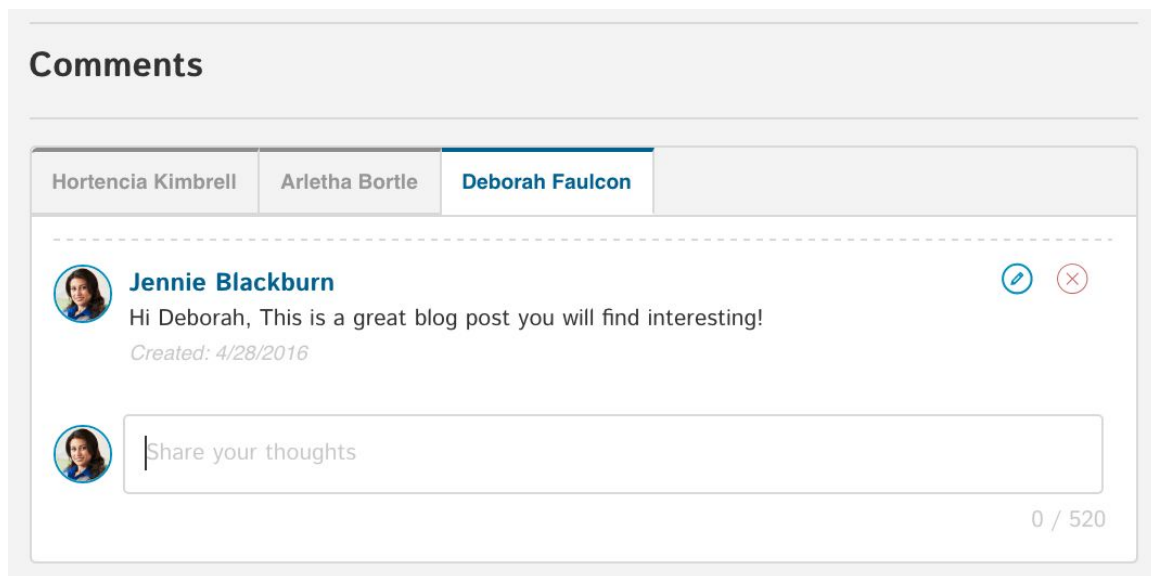 Comments
Hortencia Kimbrell Arletha Bortle Deborah Faulcon
Jennie Blackburn
Hi Deborah, This is a great blog post you will find interesting!
Created: 4/28/2016
Share your thoughts
0 / 520